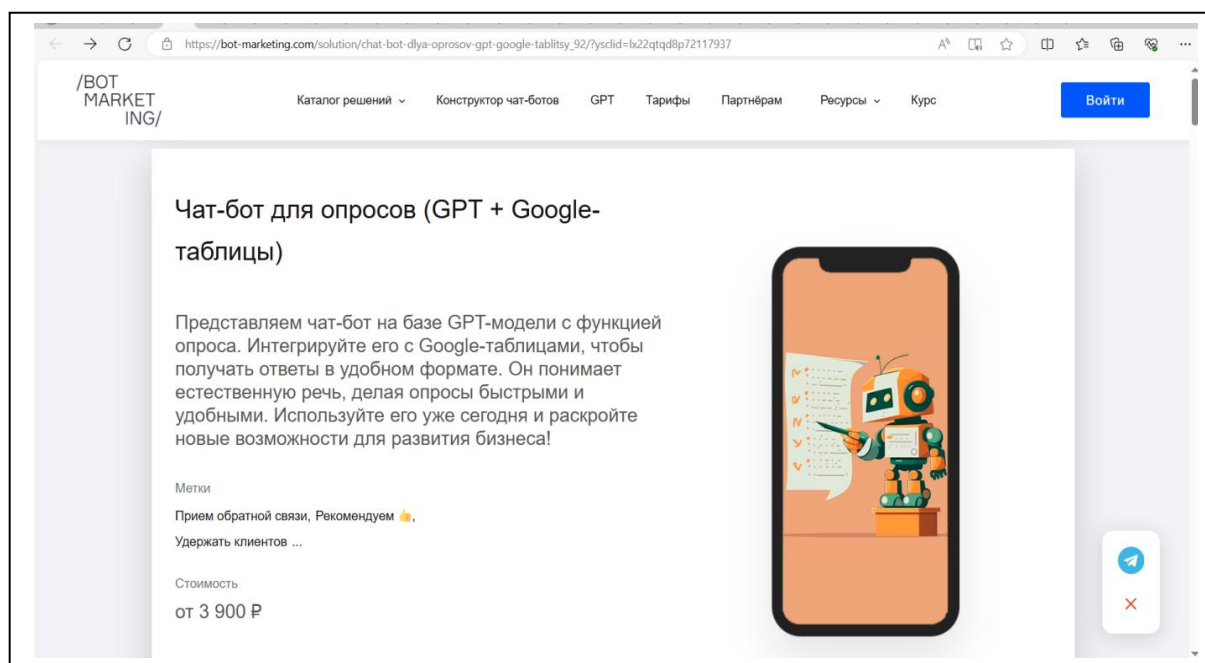 https://bot-marketing.com/solution/chat-bot-dlya-oprosov-gpt-google-tablitsy_92/?ysclid=lx22qtqd8p72117937
/BOT
MARKET
ING/
Каталог решений
Конструктор чат-ботов
GPT
Тарифы
Партнёрам
Ресурсы
Курс
Войти
Чат-бот для опросов (GPT + Google-
таблицы)
Представляем чат-бот на базе GPT-модели с функцией
опроса. Интегрируйте его с Google-таблицами, чтобы
получать ответы в удобном формате. Он понимает
естественную речь, делая опросы быстрыми и
удобными. Используйте его уже сегодня и раскройте
новые возможности для развития бизнеса!
Метки
Прием обратной связи, Рекомендуем 👍,
Удержать клиентов ...
Стоимость
от 3 900 ₽